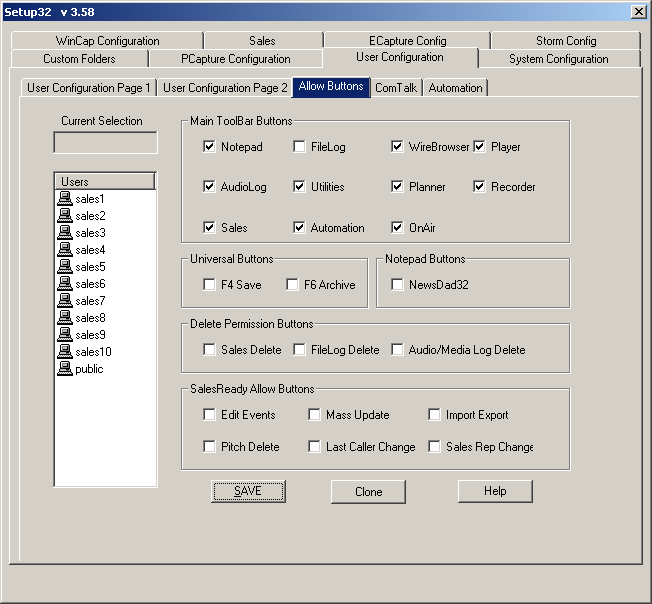 Setup32 v 3.58
WinCap Configuration Sales ECapture Config Storm Config
Custom Folders PCapture Configuration User Configuration System Configuration
User Configuration Page 1 User Configuration Page 2 Allow Buttons ComTalk Automation
Current Selection
Users
sales1
sales2
sales3
sales4
sales5
sales6
sales7
sales8
sales9
sales10
public
Main ToolBar Buttons
Notepad FileLog WireBrowser Player
AudioLog Utilities Planner Recorder
Sales Automation OnAir
Universal Buttons
F4 Save F6 Archive
Notepad Buttons
NewsDad32
Delete Permission Buttons
Sales Delete FileLog Delete Audio/Media Log Delete
SalesReady Allow Buttons
Edit Events Mass Update Import Export
Pitch Delete Last Caller Change Sales Rep Change
SAVE Clone Help